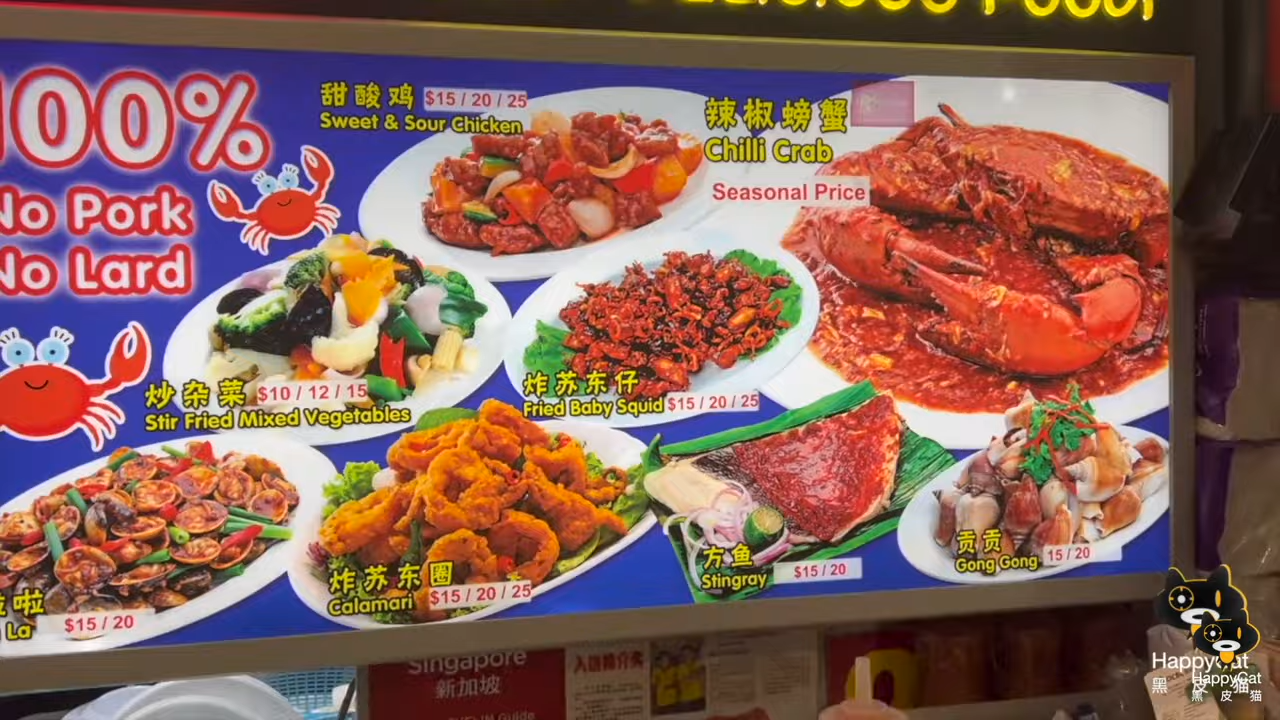 100%
No Pork
No Lard
甜酸鸡 $15 / 20 / 25
Sweet & Sour Chicken
辣椒螃蟹
Chilli Crab
Seasonal Price
炒杂菜 $10 / 12 / 15
Stir Fried Mixed Vegetables
炸苏东仔
Fried Baby Squid $15 / 20 / 25
啦
La $15 / 20
炸苏东圈
Calamari $15 / 20 / 25
方鱼
Stingray $15 / 20
贡贡
Gong Gong 15 / 20
Singapore
新加坡
HappyCat
黑皮猫
HappyCat
黑皮猫